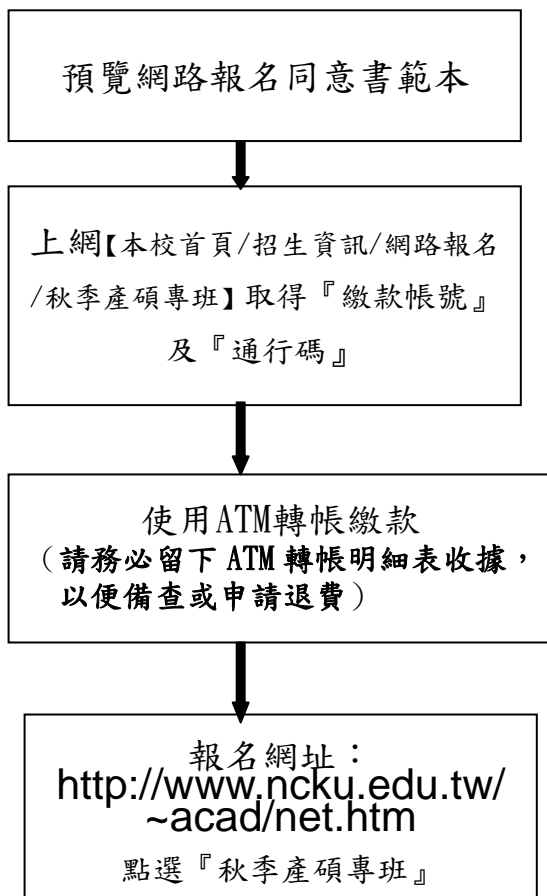 預覽網路報名同意書範本
上網【本校首頁/招生資訊/網路報名
/秋季產碩專班】取得『繳款帳號』
及『通行碼』
使用ATM轉帳繳款
（請務必留下 ATM 轉帳明細表收據，
以便備查或申請退費）
報名網址：
http://www.ncku.edu.tw/
~acad/net.htm
點選『秋季產碩專班』